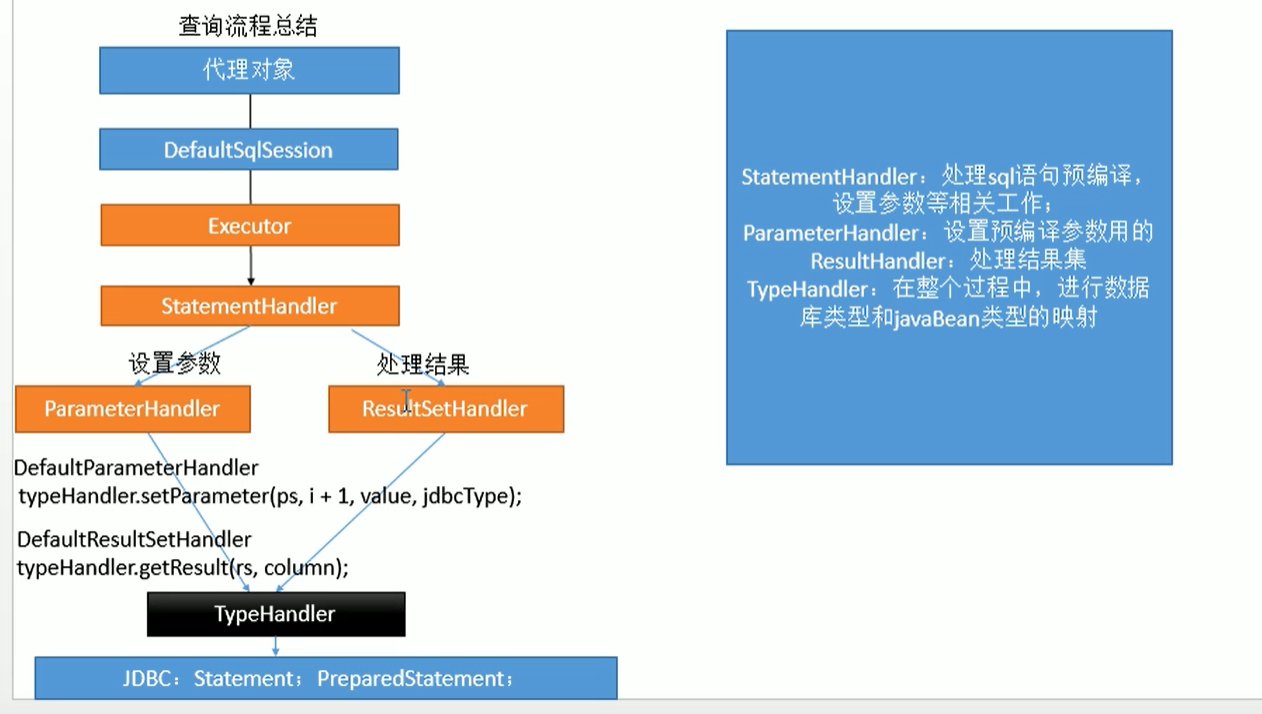 查询流程总结
代理对象
DefaultSqlSession
Executor
StatementHandler
设置参数
处理结果
ParameterHandler
ResultSetHandler
DefaultParameterHandler
typeHandler.setParameter(ps, i + 1, value, jdbcType);
DefaultResultSetHandler
typeHandler.getResult(rs, column);
TypeHandler
JDBC：Statement；PreparedStatement；
StatementHandler：处理sql语句预编译，
设置参数等相关工作；
ParameterHandler：设置预编译参数用的
ResultHandler：处理结果集
TypeHandler：在整个过程中，进行数据
库类型和javaBean类型的映射